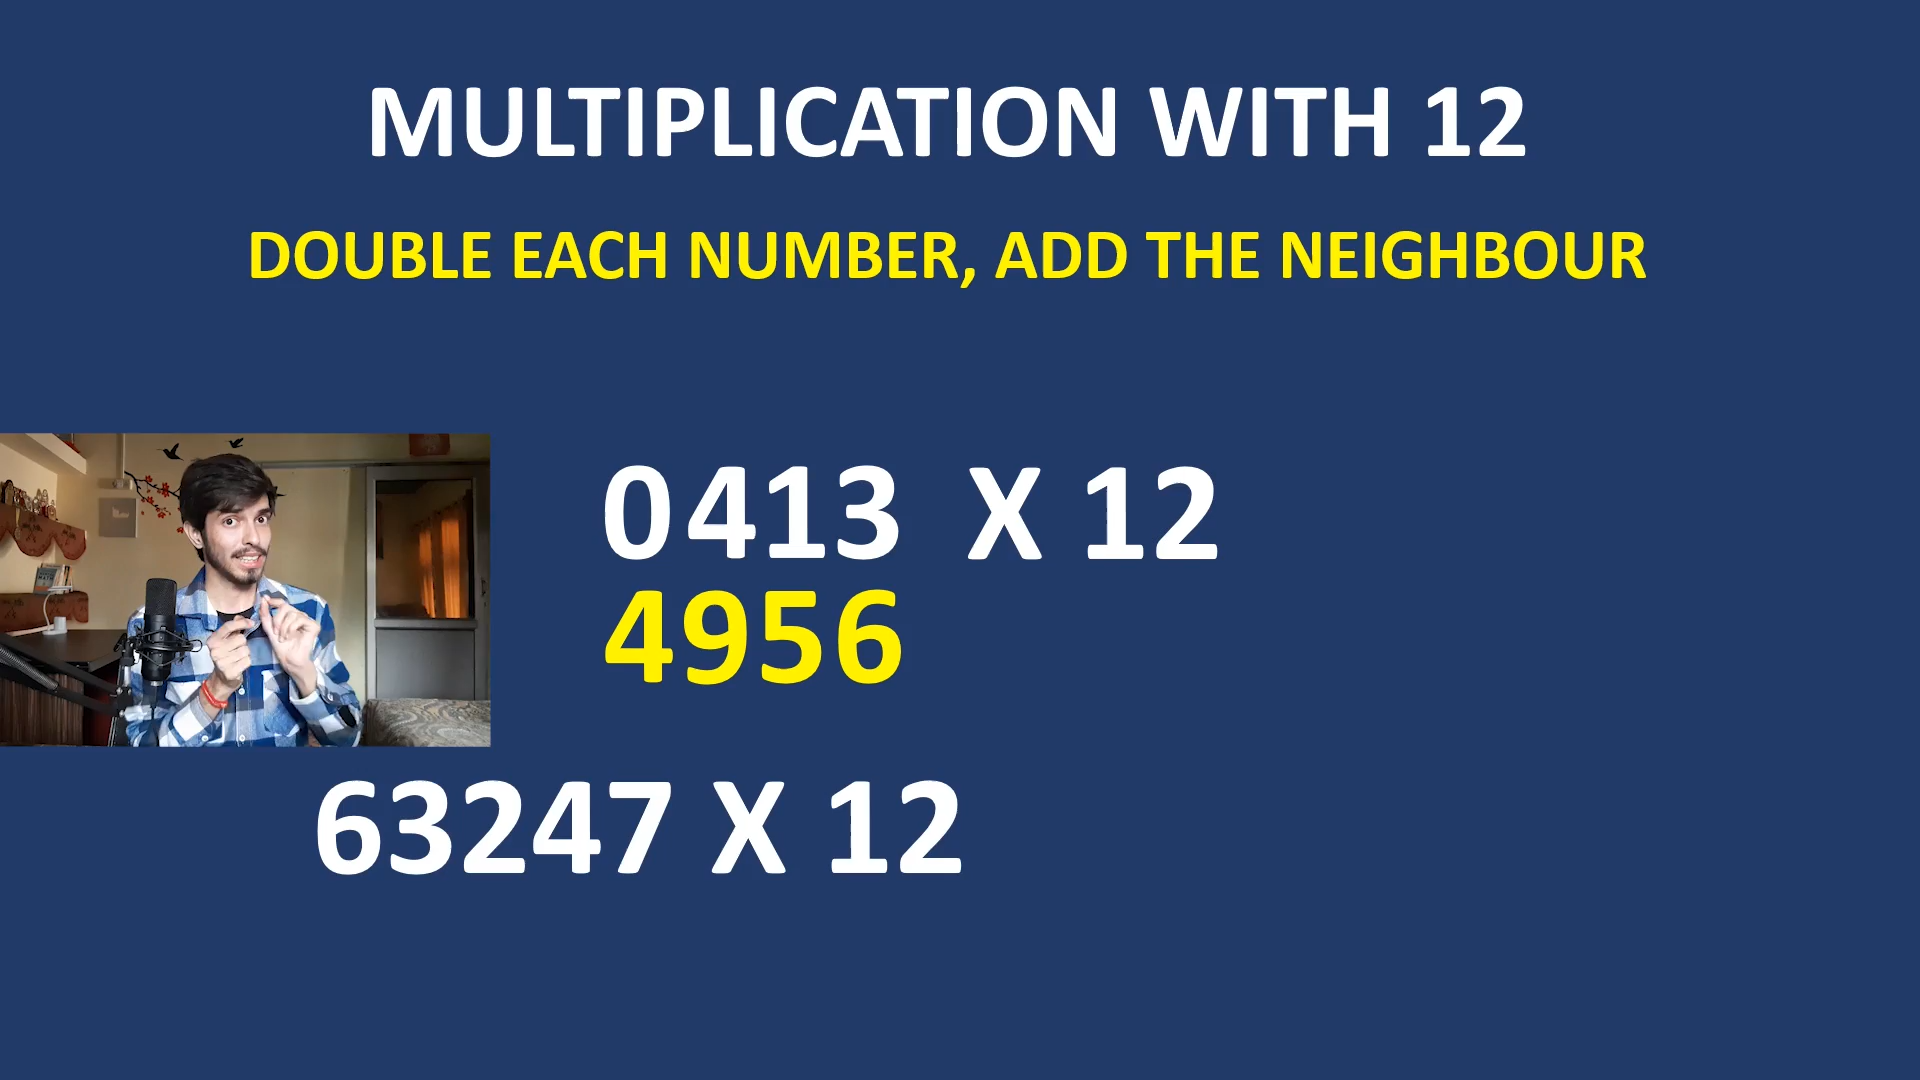 MULTIPLICATION WITH 12
DOUBLE EACH NUMBER, ADD THE NEIGHBOUR
0413 X 12
4956
63247 X 12